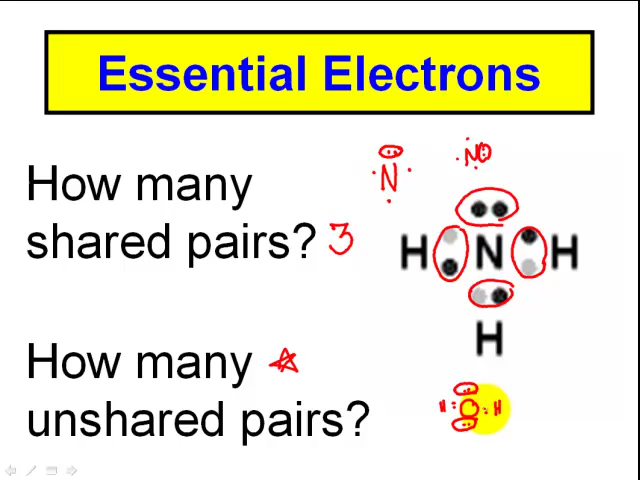 Essential Electrons
How many
shared pairs? 3
N
N
H N H
H
How many
unshared pairs?
H O H